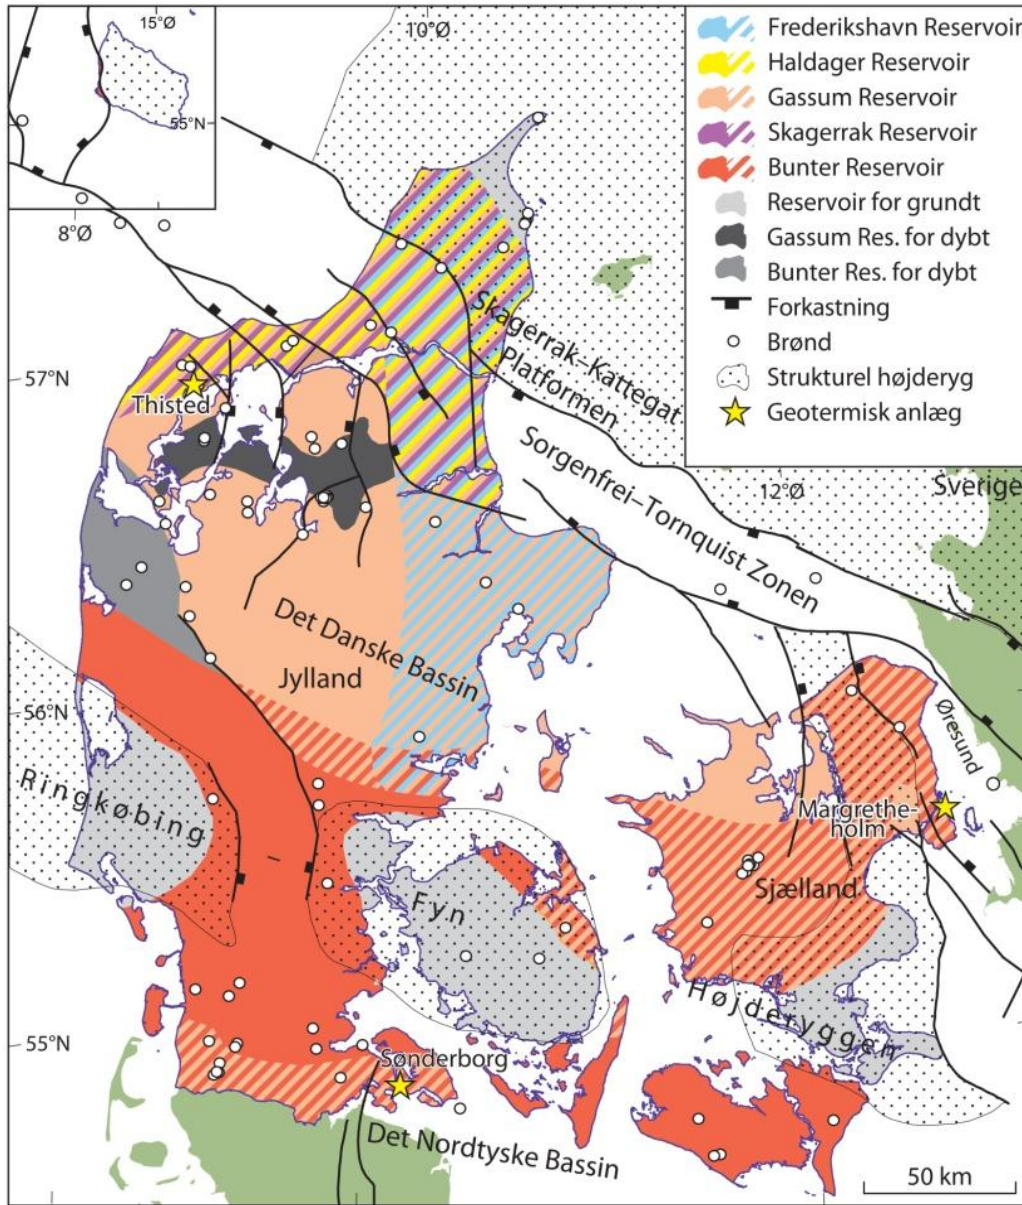 15°Ø
55°N
10°Ø
8°Ø
57°N
56°N
55°N
12°Ø
Frederikshavn Reservoir
Haldager Reservoir
Gassum Reservoir
Skagerrak Reservoir
Bunter Reservoir
Reservoir for grundt
Gassum Res. for dybt
Bunter Res. for dybt
Forkastning
Brønd
Strukturel højderyg
Geotermisk anlæg
Skagerrak–Kattegat
Platformen
Sorgenfrei–Tornquist Zonen
Sverige
Thisted
Det Danske Bassin
Jylland
Øresund
Ringkøbing
Margrethe-
holm
Sjælland
Fyn
Højderyggen
Sønderborg
Det Nordtyske Bassin
50 km